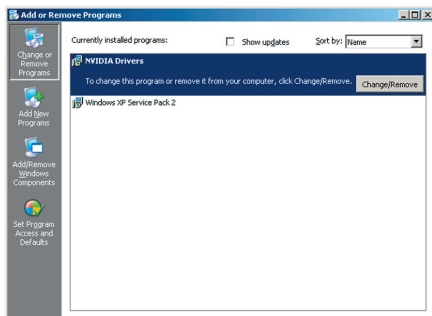 Add or Remove Programs
Change or
Remove
Programs
Add New
Programs
Add/Remove
Windows
Components
Set Program
Access and
Defaults
Currently installed programs:
Show updates
Sort by:
Name
NVIDIA Drivers
To change this program or remove it from your computer, click Change/Remove.
Change/Remove
Windows XP Service Pack 2